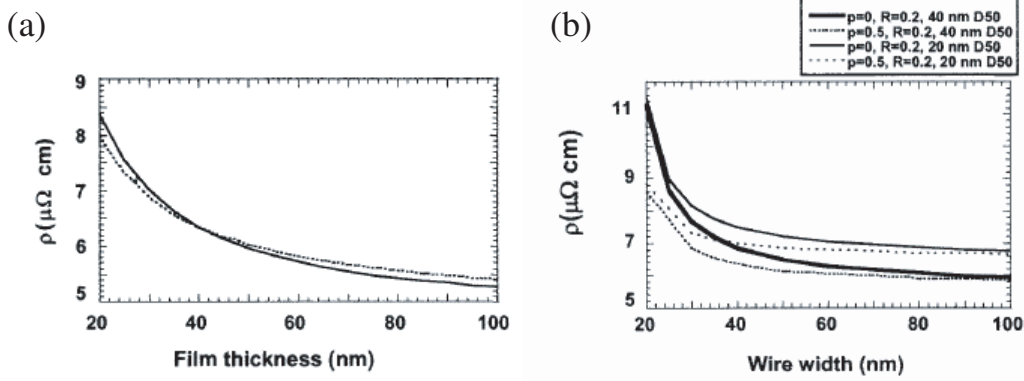 (a)
9
8
7
6
5
ρ(μΩ cm)
20 40 60 80 100
Film thickness (nm)
(b)
p=0, R=0.2, 40 nm D50
p=0.5, R=0.2, 40 nm D50
p=0, R=0.2, 20 nm D50
p=0.5, R=0.2, 20 nm D50
11
9
7
5
ρ(μΩ cm)
20 40 60 80 100
Wire width (nm)